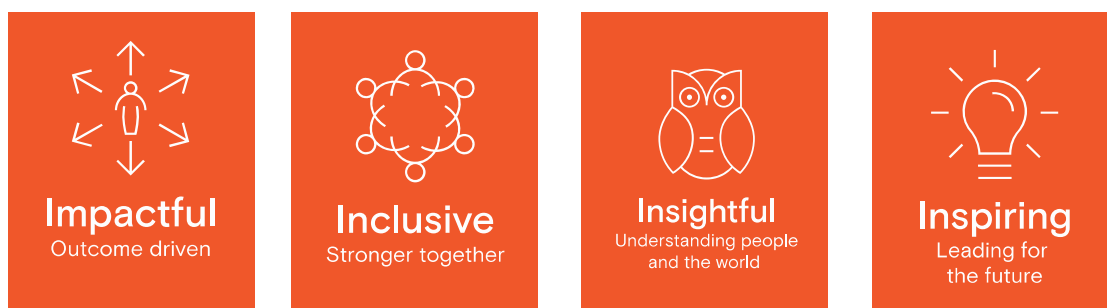 Impactful
Outcome driven
Inclusive
Stronger together
Insightful
Understanding people
and the world
Inspiring
Leading for
the future